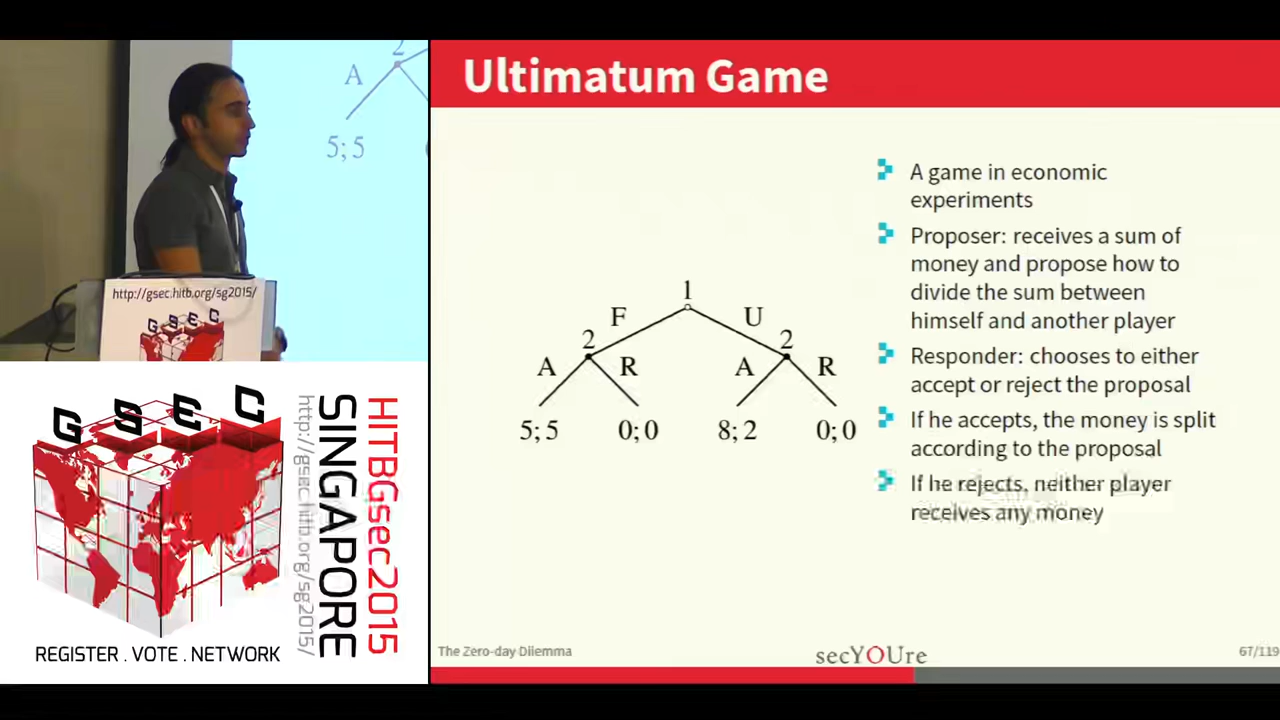 2
A
5;5
http://gsec.hitb.org/sg2015/
GSEC
GSEC
SINGAPORE
HITBGsec2015
http://gsec.hitb.org/sg2015/
REGISTER . VOTE . NETWORK
Ultimatum Game
1
F
U
2
2
A
R
A
R
5;5
0;0
8;2
0;0
A game in economic
experiments
Proposer: receives a sum of
money and propose how to
divide the sum between
himself and another player
Responder: chooses to either
accept or reject the proposal
If he accepts, the money is split
according to the proposal
If he rejects, neither player
receives any money
The Zero-day Dilemma
secYOUre
67/119